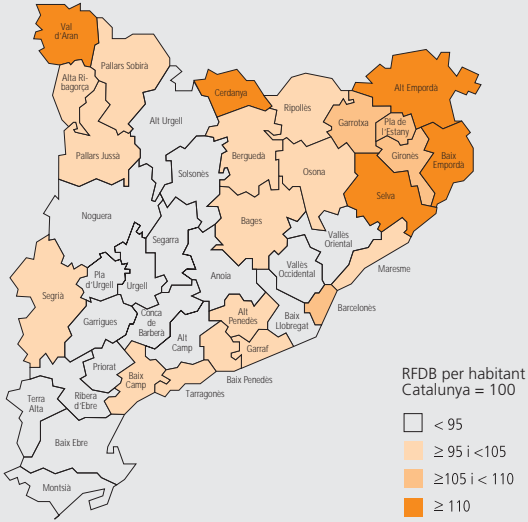 Val
d'Aran
Pallars Sobirà
Alta Ri-
bagorça
Cerdanya
Alt Empordà
Ripollès
Garrotxa
Pla de
l'Estany
Alt Urgell
Pallars Jussà
Berguedà
Gironès
Baix
Empordà
Solsonès
Osona
Selva
Noguera
Bages
Segarra
Vallès
Oriental
Maresme
Vallès
Occidental
Anoia
Pla
d'Urgell
Urgell
Segrià
Barcelonès
Conca
de
Barberà
Garrigues
Alt
Penedès
Baix
Llobregat
Alt
Camp
Garraf
Priorat
Baix
Camp
Baix Penedès
Tarragonès
Terra
Alta
Ribera
d'Ebre
Baix Ebre
Montsià
RFDB per habitant
Catalunya = 100
< 95
≥ 95 i <105
≥105 i < 110
≥ 110